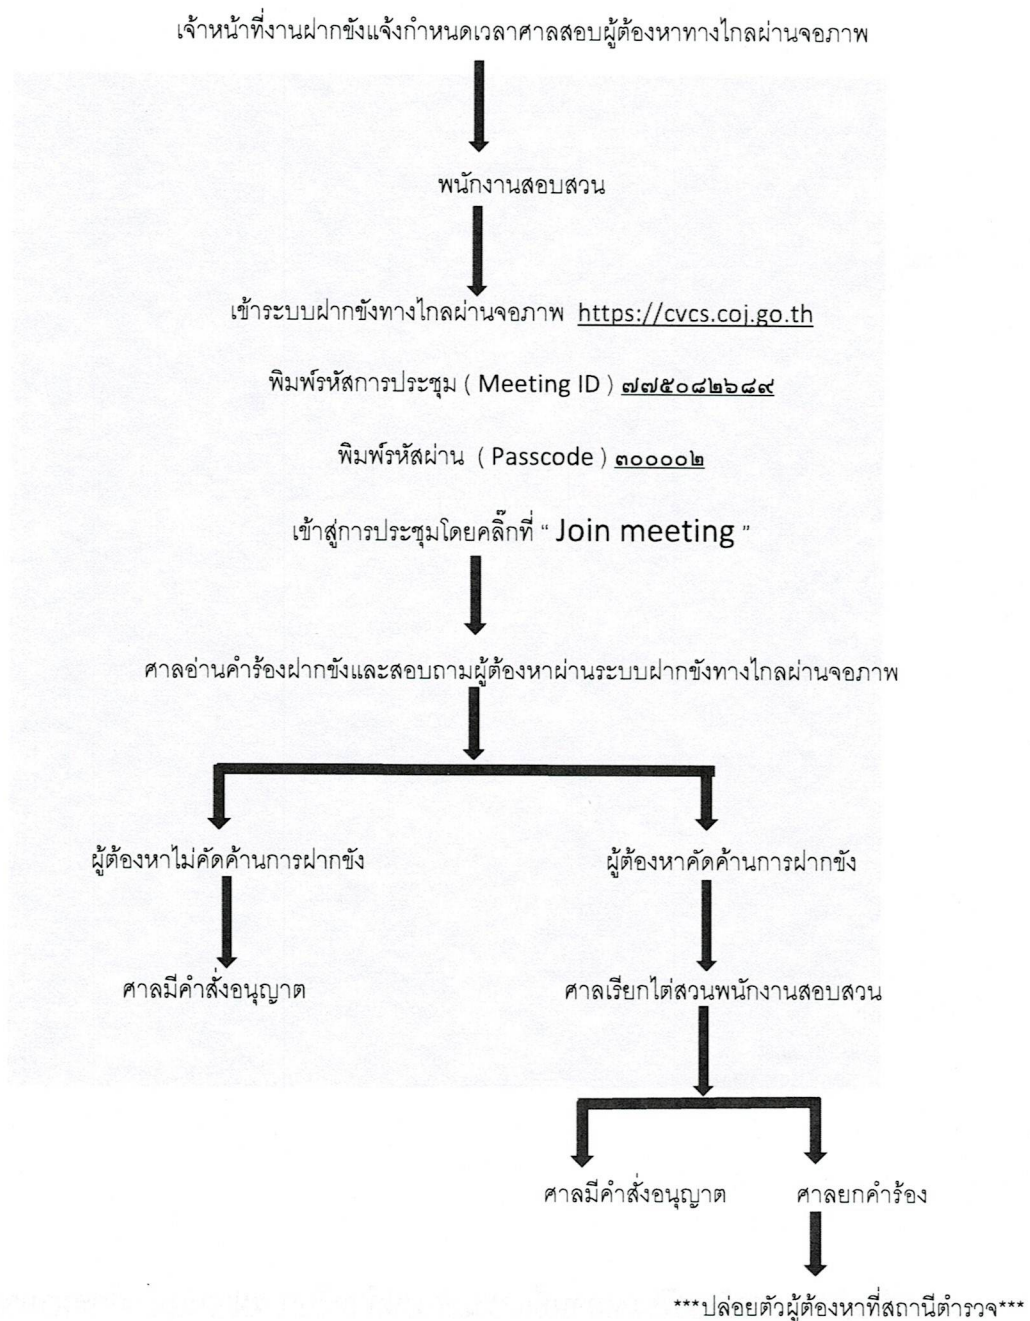 เจ้าหน้าที่งานฝากขังแจ้งกำหนดเวลาศาลสอบผู้ต้องหาทางไกลผ่านจอภาพ
พนักงานสอบสวน
เข้าระบบฝากขังทางไกลผ่านจอภาพ https://cvcs.coj.go.th
พิมพ์รหัสการประชุม ( Meeting ID ) ๗๗๕๐๘๒๖๘๙
พิมพ์รหัสผ่าน ( Passcode ) ๓๐๐๐๐๒
เข้าสู่การประชุมโดยคลิ๊กที่ “ Join meeting ”
ศาลอ่านคำร้องฝากขังและสอบถามผู้ต้องหาผ่านระบบฝากขังทางไกลผ่านจอภาพ
ผู้ต้องหาไม่คัดค้านการฝากขัง ผู้ต้องหาคัดค้านการฝากขัง
ศาลมีคำสั่งอนุญาต ศาลเรียกไต่สวนพนักงานสอบสวน
ศาลมีคำสั่งอนุญาต ศาลยกคำร้อง
***ปล่อยตัวผู้ต้องหาที่สถานีตำรวจ***